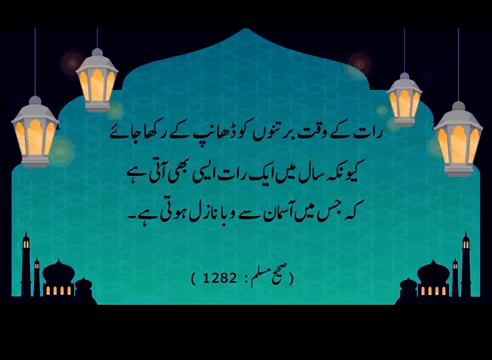 رات کے وقت برتنوں کو ڈھانپ کے رکھا جائے
کیونکہ سال میں ایک رات ایسی بھی آتی ہے
کہ جس میں آسمان سے وبا نازل ہوتی ہے۔
(صحیح مسلم: 1282 )